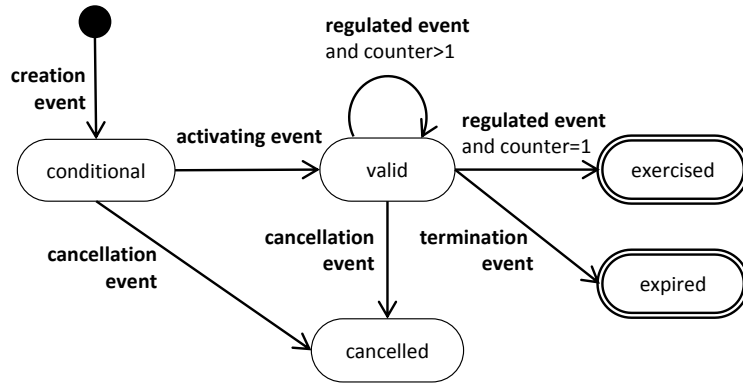 regulated event
and counter>1
creation
event
activating event
regulated event
and counter=1
conditional
valid
exercised
cancellation
event
cancellation
event
termination
event
expired
cancelled